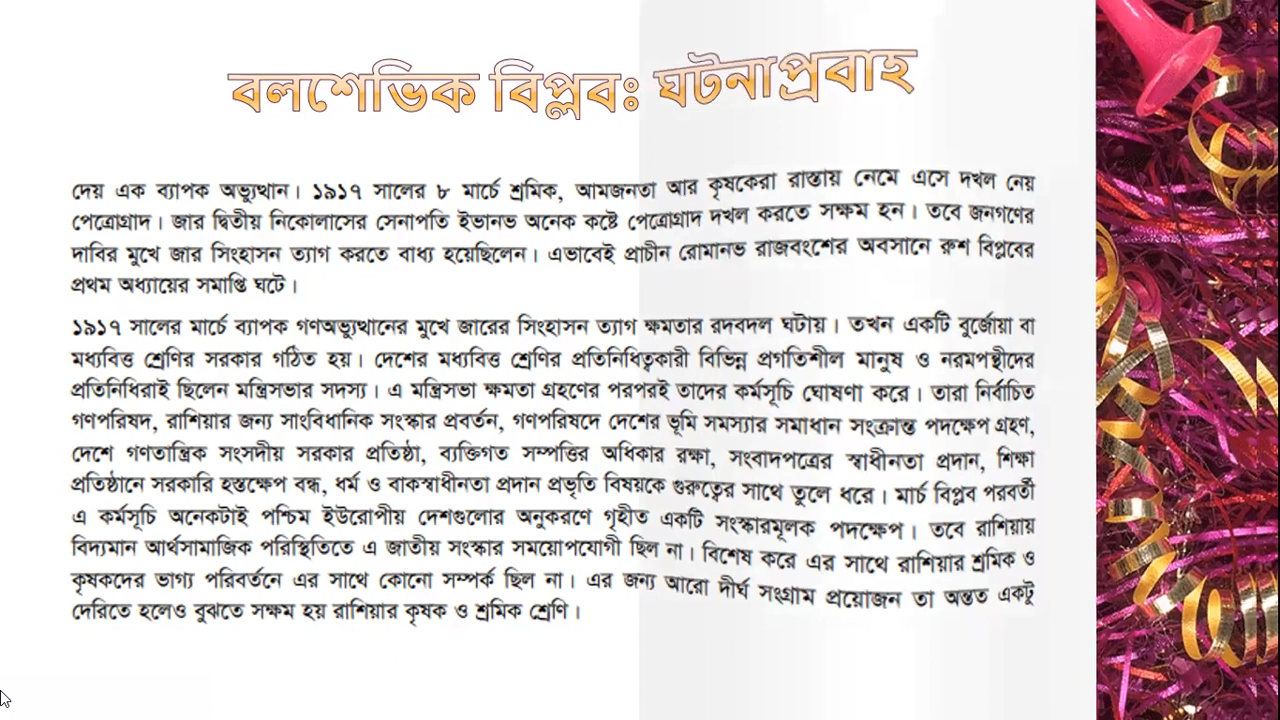 বলশেভিক বিপ্লবঃ ঘটনাপ্রবাহ
দেয় এক ব্যাপক অভ্যুত্থান। ১৯১৭ সালের ৮ মার্চে শ্রমিক, আমজনতা আর কৃষকেরা রাস্তায় নেমে এসে দখল নেয়
পেত্রোগ্রাদ। জার দ্বিতীয় নিকোলাসের সেনাপতি ইভানভ অনেক কষ্টে পেত্রোগ্রাদ দখল করতে সক্ষম হন। তবে জনগণের
দাবির মুখে জার সিংহাসন ত্যাগ করতে বাধ্য হয়েছিলেন। এভাবেই প্রাচীন রোমানভ রাজবংশের অবসানে রুশ বিপ্লবের
প্রথম অধ্যায়ের সমাপ্তি ঘটে।
১৯১৭ সালের মার্চে ব্যাপক গণঅভ্যুত্থানের মুখে জারের সিংহাসন ত্যাগ ক্ষমতার রদবদল ঘটায়। তখন একটি বুর্জোয়া বা
মধ্যবিত্ত শ্রেণির সরকার গঠিত হয়। দেশের মধ্যবিত্ত শ্রেণির প্রতিনিধিত্বকারী বিভিন্ন প্রগতিশীল মানুষ ও নরমপন্থীদের
প্রতিনিধিরাই ছিলেন মন্ত্রিসভার সদস্য। এ মন্ত্রিসভা ক্ষমতা গ্রহণের পরপরই তাদের কর্মসূচি ঘোষণা করে। তারা নির্বাচিত
গণপরিষদ, রাশিয়ার জন্য সাংবিধানিক সংস্কার প্রবর্তন, গণপরিষদে দেশের ভূমি সমস্যার সমাধান সংক্রান্ত পদক্ষেপ গ্রহণ,
দেশে গণতান্ত্রিক সংসদীয় সরকার প্রতিষ্ঠা, ব্যক্তিগত সম্পত্তির অধিকার রক্ষা, সংবাদপত্রের স্বাধীনতা প্রদান, শিক্ষা
প্রতিষ্ঠানে সরকারি হস্তক্ষেপ বন্ধ, ধর্ম ও বাকস্বাধীনতা প্রদান প্রভৃতি বিষয়কে গুরুত্বের সাথে তুলে ধরে। মার্চ বিপ্লব পরবর্তী
এ কর্মসূচি অনেকটাই পশ্চিম ইউরোপীয় দেশগুলোর অনুকরণে গৃহীত একটি সংস্কারমূলক পদক্ষেপ। তবে রাশিয়ায়
বিদ্যমান আর্থসামাজিক পরিস্থিতিতে এ জাতীয় সংস্কার সময়োপযোগী ছিল না। বিশেষ করে এর সাথে রাশিয়ার শ্রমিক ও
কৃষকদের ভাগ্য পরিবর্তনে এর সাথে কোনো সম্পর্ক ছিল না। এর জন্য আরো দীর্ঘ সংগ্রাম প্রয়োজন তা অন্তত একটু
দেরিতে হলেও বুঝতে সক্ষম হয় রাশিয়ার কৃষক ও শ্রমিক শ্রেণি।